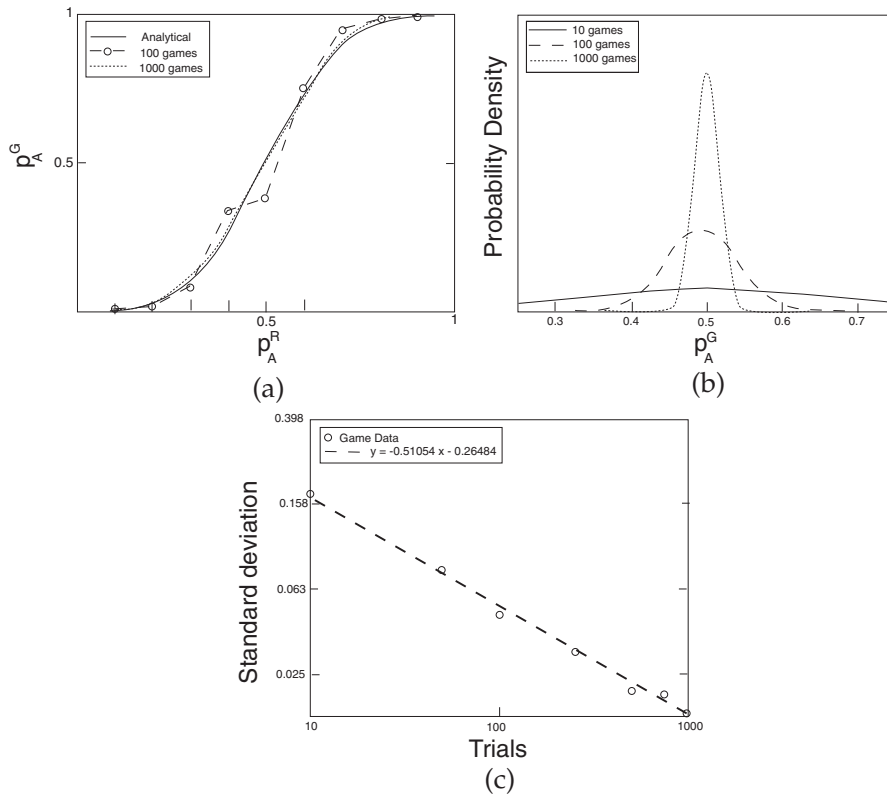 1
Analytical
100 games
1000 games
p_A^G
0.5
0.5
1
p_A^R
(a)
10 games
100 games
1000 games
Probability Density
0.3
0.4
0.5
0.6
0.7
p_A^G
(b)
0.398
Game Data
y = -0.51054 x - 0.26484
Standard deviation
0.158
0.063
0.025
10
100
1000
Trials
(c)